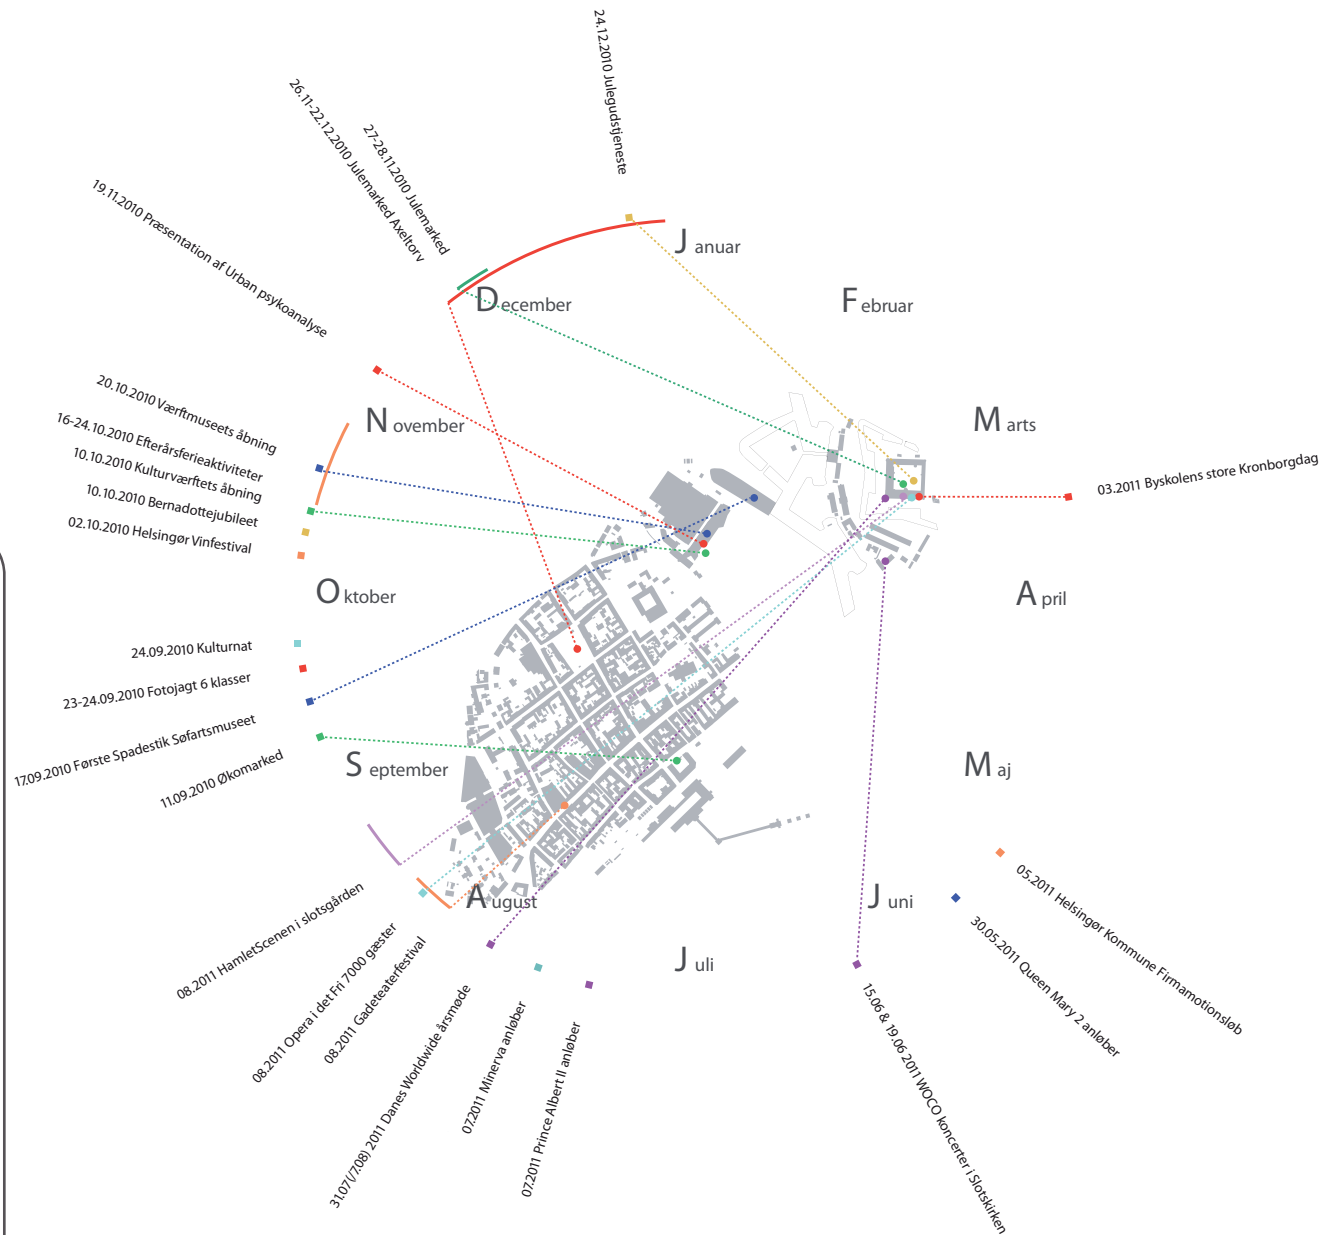 24.12.2010 Julegudstjeneste
27-28.11.2010 Julemarked
26.11-22.12.2010 Julemarked Axeltorv
19.11.2010 Præsentation af Urban psykoanalyse
20.10.2010 Værftmuseets åbning
16-24.10.2010 Efterårsferieaktiviteter
10.10.2010 Kulturværftets åbning
10.10.2010 Bernadottejubileet
02.10.2010 Helsingør Vinfestival
24.09.2010 Kulturnat
23-24.09.2010 Fotojagt 6 klasser
17.09.2010 Første Spadestik Søfartsmuseet
11.09.2010 Økomarked
08.2011 HamletScenen i slotsgården
08.2011 Opera i det Fri 7000 gæster
08.2011 Gadeteaterfestival
31.07(/7.08) 2011 Danes Worldwide årsmøde
07.2011 Minerva anløber
07.2011 Prince Albert II anløber
15.06 & 19.06 2011 WOCO koncerter i Slotskirken
30.05.2011 Queen Mary 2 anløber
05.2011 Helsingør Kommune Firmamotionsløb
03.2011 Byskolens store Kronborgdag
Januar
Februar
Marts
April
Maj
Juni
Juli
August
September
Oktober
November
December